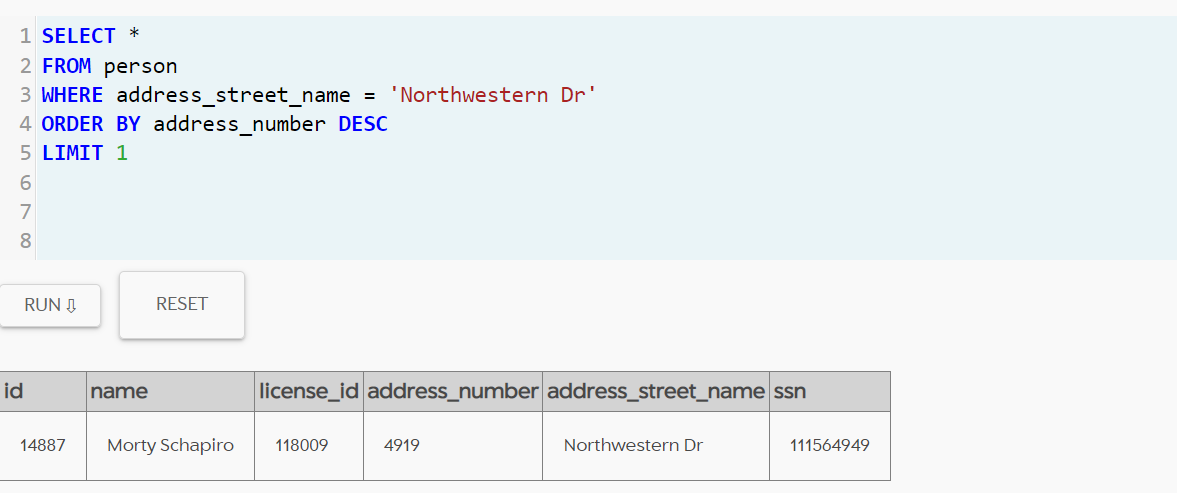 1 SELECT *
2 FROM person
3 WHERE address_street_name = 'Northwestern Dr'
4 ORDER BY address_number DESC
5 LIMIT 1
6
7
8
RUN ⇩ RESET
id name license_id address_number address_street_name ssn
14887 Morty Schapiro 118009 4919 Northwestern Dr 111564949